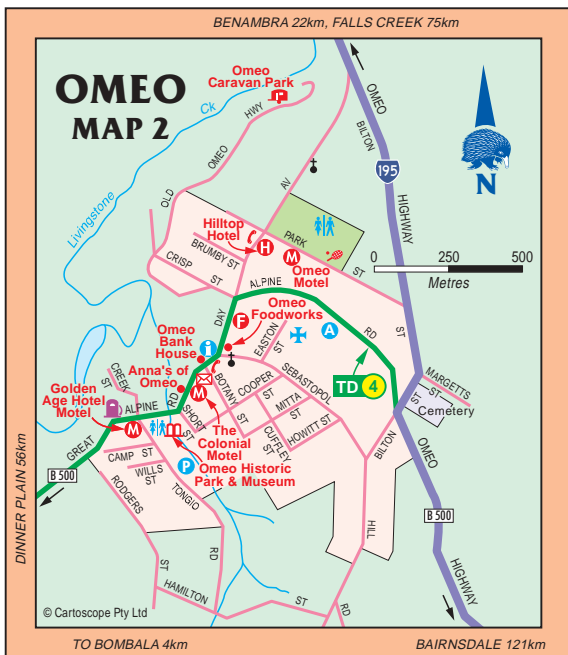 BENAMBRA 22km, FALLS CREEK 75km
OMEO
MAP 2
Omeo
Caravan Park
Ck
HWY
OMEO
OLD
Livingstone
OMEO
BILTON
195
HIGHWAY
N
AV
Hilltop
Hotel
H
PARK
ST
M
Omeo
Motel
BRUMBY ST
CRISP
ST
0 250 500
Metres
ALPINE
RD
DAY
F
Omeo
Foodworks
EASTON
ST
A
ST
Omeo
Bank
House
i
Anna's of
Omeo
TD 4
MARGETTS
ST
Cemetery
BOTANY
ST
COOPER
ST
SEBASTOPOL
MITTA
ST
HOWITT ST
CUFFLEY
ST
SHORT
ST
M
The
Colonial
Motel
CREEK
ST
Golden
Age Hotel
Motel
GREAT
ALPINE
RD
M
Omeo Historic
Park & Museum
P
CAMP ST
WILLS
ST
RODGERS
ST
TONGIO
RD
HAMILTON
ST
BILTON
HILL
RD
OMEO
HIGHWAY
B 500
B 500
DINNER PLAIN 56km
© Cartoscope Pty Ltd
TO BOMBALA 4km
BAIRNSDALE 121km